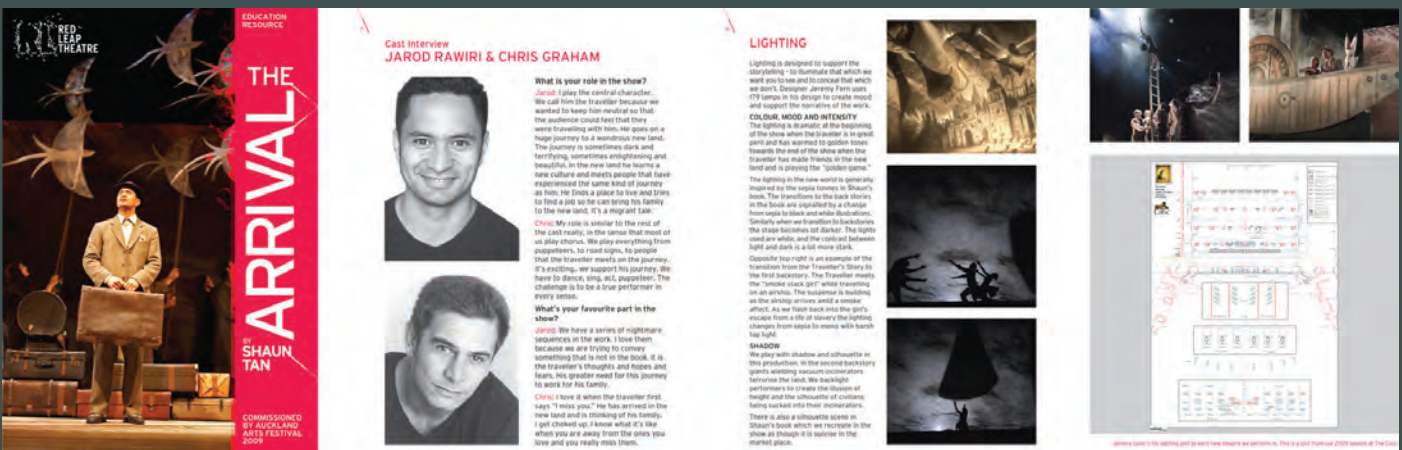 RED
LEAP
THEATRE
EDUCATION
RESOURCE
THE
ARRIVAL
BY
SHAUN
TAN
COMMISSIONED
BY AUCKLAND
ARTS FESTIVAL
2009
Cast Interview
JAROD RAWIRI & CHRIS GRAHAM
What is your role in the show?
Jarod: I play the central character.
We call him the traveller because we
wanted to keep him neutral so that
the audience could feel that they
were travelling with him. He goes on a
huge journey to a wondrous new land.
The journey is sometimes dark and
terrifying, sometimes enlightening and
beautiful. In the new land he learns a
new culture and meets people that have
experienced the same kind of journey
as him. He finds a place to live and tries
to find a job so he can bring his family
to the new land. It's a migrant tale.
Chris: My role is similar to the rest of
the cast really, in the sense that most of
us play chorus. We play everything from
puppeteers, to road signs, to people
that the traveller meets on the journey.
It's exciting, we support his journey. We
have to dance, sing, act, puppeteer. The
challenge is to be a true performer in
every sense.
What's your favourite part in the
show?
Jarod: We have a series of nightmare
sequences in the work. I love them
because we are trying to convey
something that is not in the book. It is
the traveller's thoughts and hopes and
fears. His greater need for this journey
to work for his family.
Chris: I love it when the traveller first
says "I miss you." He has arrived in the
new land and is thinking of his family.
I get choked up. I know what it's like
when you are away from the ones you
love and you really miss them.
LIGHTING
Lighting is designed to support the
storytelling - to illuminate that which we
want you to see and to conceal that which
we don't. Designer Jeremy Fern uses
179 lamps in his design to create mood
and support the narrative of the work.
COLOUR, MOOD AND INTENSITY
The lighting is dramatic at the beginning
of the show when the traveller is in great
peril and has warmed to golden tones
towards the end of the show when the
traveller has made friends in the new
land and is playing the "golden game."
The lighting in the new world is generally
inspired by the sepia tonnes in Shaun's
book. The transitions to the back stories
in the book are signalled by a change
from sepia to black and white illustrations.
Similarly when we transition to backstories
the stage becomes lot darker. The lights
used are white, and the contrast between
light and dark is a lot more stark.
Opposite top right is an example of the
transition from the Traveller's Story to
the first backstory. The Traveller meets
the "smoke stack girl" while travelling
on an airship. The suspense is building
as the airship arrives amid a smoke
affect. As we flash back into the girl's
escape from a life of slavery the lighting
changes from sepia to mono with harsh
top light.
SHADOW
We play with shadow and silhouette in
this production. In the second backstory
giants wielding vacuum incinerators
terrorise the land. We backlight
performers to create the illusion of
height and the silhouette of civilians
being sucked into their incinerators.
There is also a silhouette scene in
Shaun's book which we recreate in the
show as though it is sunrise in the
market place.